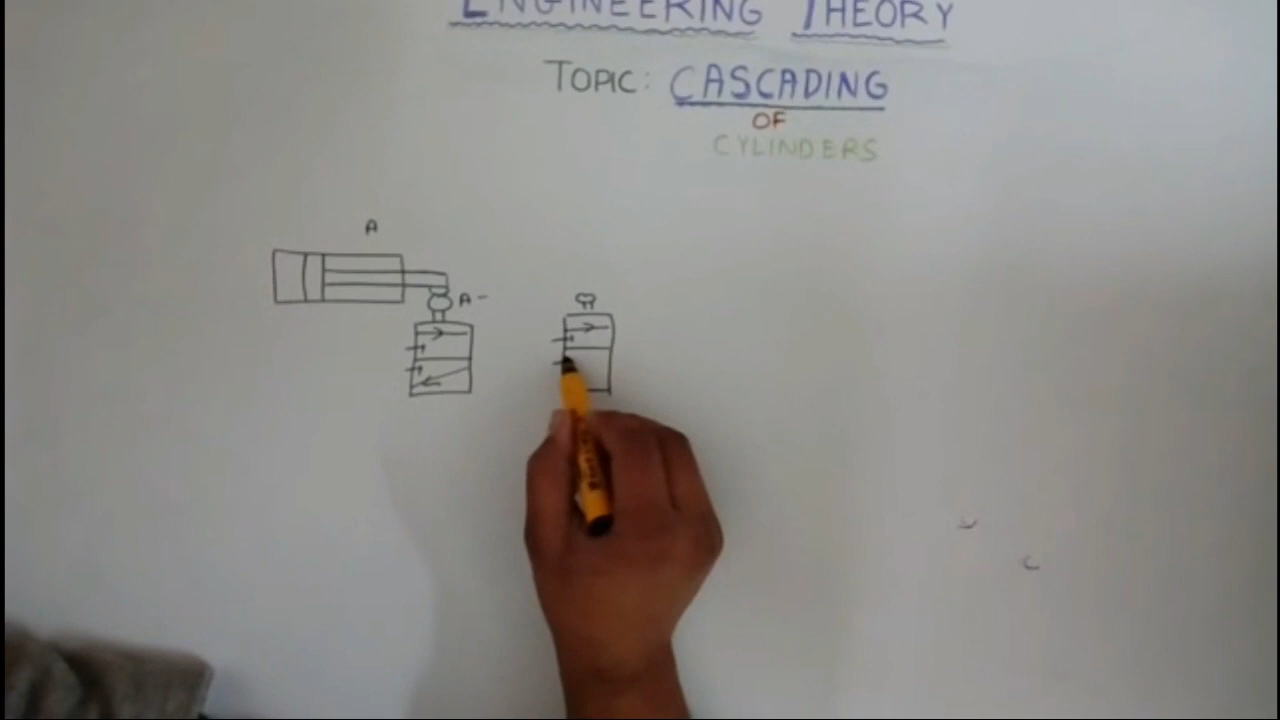 ENGINEERING THEORY
TOPIC: CASCADING
OF
CYLINDERS
A
A-